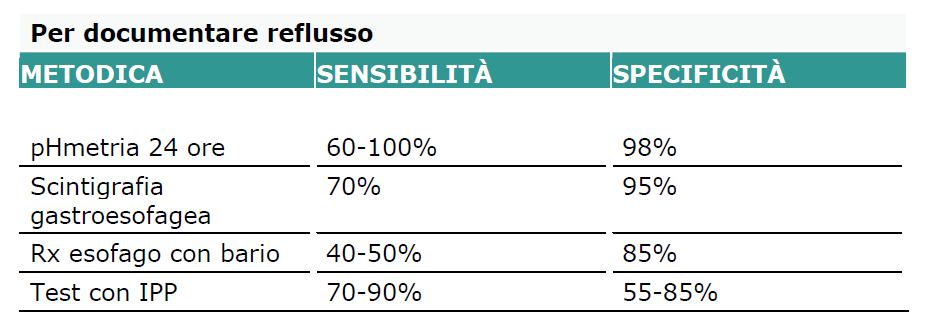 Per documentare reflusso
METODICA SENSIBILITÀ SPECIFICITÀ
pHmetria 24 ore 60-100% 98%
Scintigrafia 70% 95%
gastroesofagea
Rx esofago con bario 40-50% 85%
Test con IPP 70-90% 55-85%